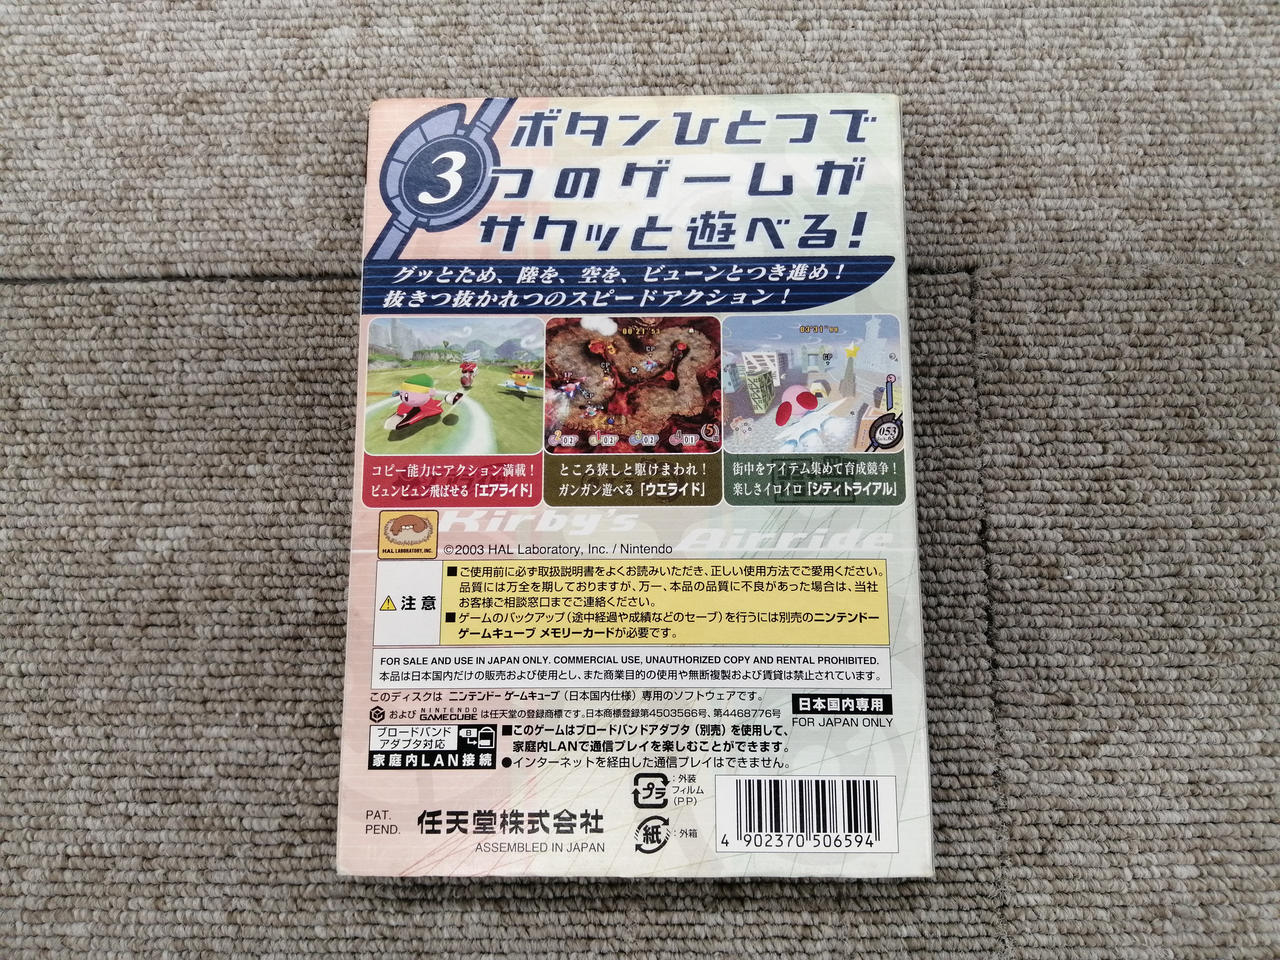 ボタンひとつで
3つのゲームが
サクッと遊べる!
グッとため、陸を、空を、ビューンとつき進め!
抜きつ抜かれつのスピードアクション!
00'21"53
CP
CP
CP
1P
02
02
02
01
5
03'31"00
CP
053
コピー能力にアクション満載!
ビュンビュン飛ばせる「エアライド」
ところ狭しと駆けまわれ!
ガンガン遊べる「ウエライド」
街中をアイテム集めて育成競争!
楽しさイロイロ「シティトライアル」
Kirby's
Airride
HAL LABORATORY, INC.
©2003 HAL Laboratory, Inc. / Nintendo
注意
■ご使用前に必ず取扱説明書をよくお読みいただき、正しい使用方法でご愛用ください。
品質には万全を期しておりますが、万一、本品の品質に不良があった場合は、当社
お客様ご相談窓口までご連絡ください。
■ゲームのバックアップ(途中経過や成績などのセーブ)を行うには別売のニンテンドー
ゲームキューブ メモリーカードが必要です。
FOR SALE AND USE IN JAPAN ONLY. COMMERCIAL USE, UNAUTHORIZED COPY AND RENTAL PROHIBITED.
本品は日本国内だけの販売および使用とし、また商業目的の使用や無断複製および賃貸は禁止されています。
このディスクは ニンテンドー ゲームキューブ(日本国内仕様)専用のソフトウェアです。
および NINTENDO GAMECUBE は任天堂の登録商標です。日本商標登録第4503566号、第4468776号
日本国内専用
FOR JAPAN ONLY
ブロードバンド
アダプタ対応
家庭内LAN接続
■このゲームはブロードバンドアダプタ(別売)を使用して、
家庭内LANで通信プレイを楽しむことができます。
●インターネットを経由した通信プレイはできません。
プラ
:外装
フィルム
(PP)
紙
:外箱
PAT.
PEND.
任天堂株式会社
ASSEMBLED IN JAPAN
4 902370 506594